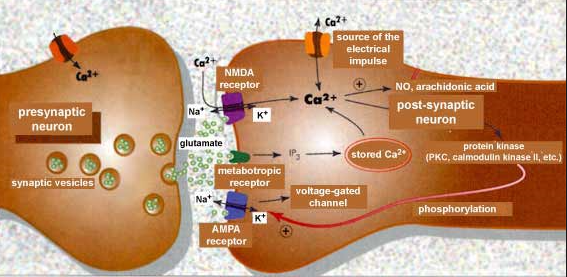 Ca²⁺
source of the
electrical
impulse
Ca²⁺
Ca²⁺
NMDA
receptor
Na⁺
K⁺
Ca²⁺
+
NO, arachidonic acid
post-synaptic
neuron
presynaptic
neuron
glutamate
IP₃
stored Ca²⁺
protein kinase
(PKC, calmodulin kinase II, etc.)
synaptic vesicles
metabotropic
receptor
voltage-gated
channel
Na⁺
K⁺
+
phosphorylation
AMPA
receptor